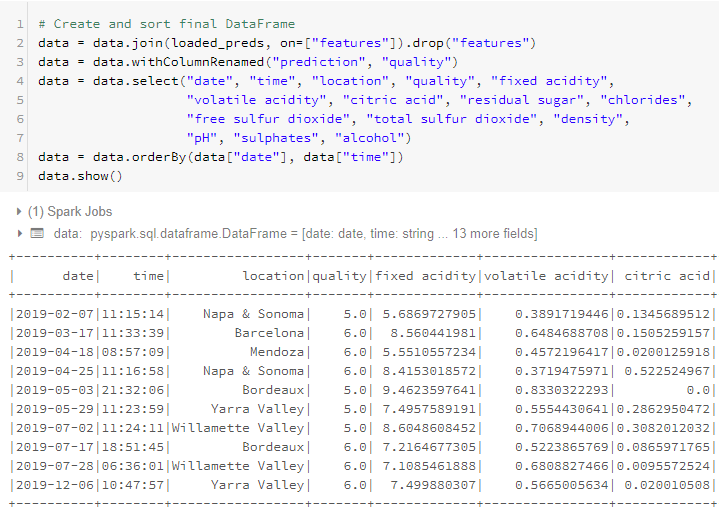 1 # Create and sort final DataFrame
2 data = data.join(loaded_preds, on=["features"]).drop("features")
3 data = data.withColumnRenamed("prediction", "quality")
4 data = data.select("date", "time", "location", "quality", "fixed acidity",
5 "volatile acidity", "citric acid", "residual sugar", "chlorides",
6 "free sulfur dioxide", "total sulfur dioxide", "density",
7 "pH", "sulphates", "alcohol")
8 data = data.orderBy(data["date"], data["time"])
9 data.show()
(1) Spark Jobs
data: pyspark.sql.dataframe.DataFrame = [date: date, time: string ... 13 more fields]
+----------+--------+-----------------+-------+-------------+----------------+------------+
|      date|    time|         location|quality|fixed acidity|volatile acidity| citric acid|
+----------+--------+-----------------+-------+-------------+----------------+------------+
|2019-02-07|11:15:14|    Napa & Sonoma|    5.0| 5.6869727905|    0.3891719446|0.1345689512|
|2019-03-17|11:33:39|        Barcelona|    6.0|  8.560441981|    0.6484688708|0.1505259157|
|2019-04-18|08:57:09|          Mendoza|    6.0| 5.5510557234|    0.4572196417|0.0200125918|
|2019-04-25|11:16:58|    Napa & Sonoma|    6.0| 8.4153018572|    0.3719475971| 0.522524967|
|2019-05-03|21:32:06|         Bordeaux|    5.0| 9.4623597641|    0.8330322293|         0.0|
|2019-05-29|11:23:59|     Yarra Valley|    5.0| 7.4957589191|    0.5554430641|0.2862950472|
|2019-07-02|11:24:11|Willamette Valley|    5.0| 8.6048608452|    0.7068944006|0.3082012032|
|2019-07-17|18:51:45|         Bordeaux|    6.0| 7.2164677305|    0.5223865769|0.0865971765|
|2019-07-28|06:36:01|Willamette Valley|    6.0| 7.1085461888|    0.6808827466|0.0095572524|
|2019-12-06|10:47:57|     Yarra Valley|    6.0|  7.499880307|    0.5665005634| 0.020010508|
+----------+--------+-----------------+-------+-------------+----------------+------------+